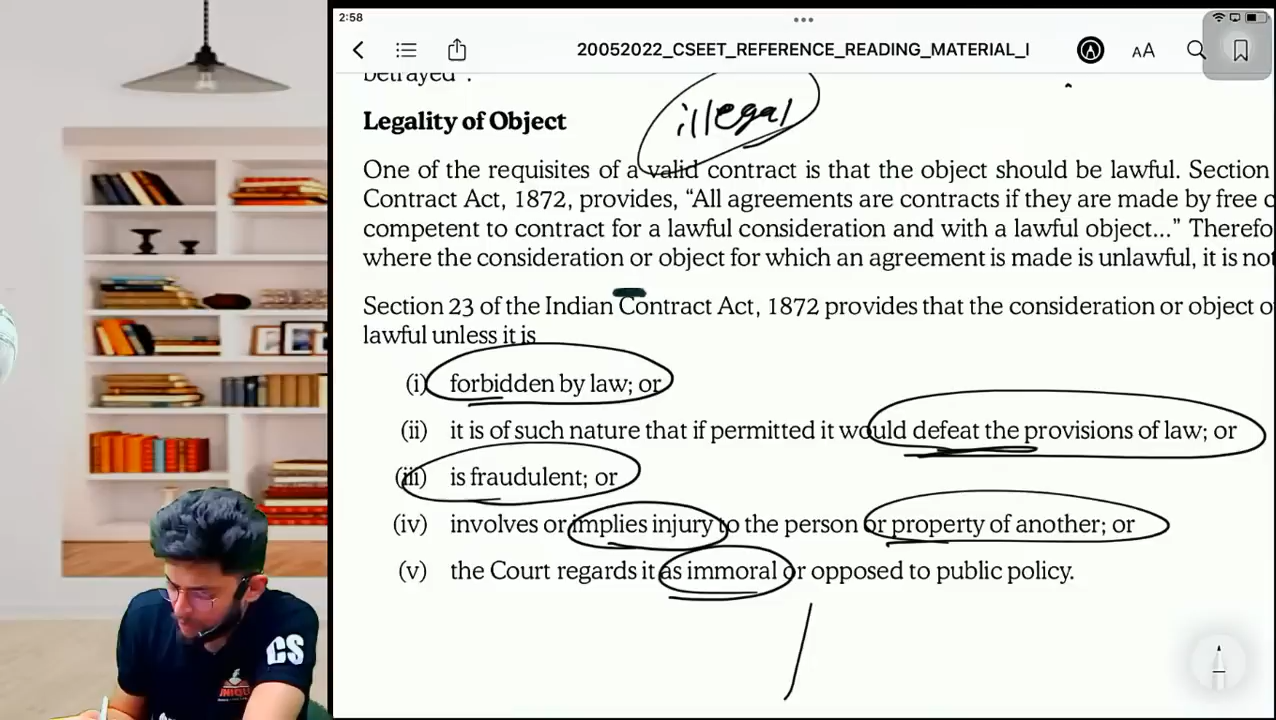 2:58
20052022_CSEET_REFERENCE_READING_MATERIAL_I
AA
betrayed".
illegal
Legality of Object
One of the requisites of a valid contract is that the object should be lawful. Section
Contract Act, 1872, provides, “All agreements are contracts if they are made by free c
competent to contract for a lawful consideration and with a lawful object...” Therefo
where the consideration or object for which an agreement is made is unlawful, it is not
Section 23 of the Indian Contract Act, 1872 provides that the consideration or object o
lawful unless it is
(i) forbidden by law; or
(ii) it is of such nature that if permitted it would defeat the provisions of law; or
(iii) is fraudulent; or
(iv) involves or implies injury to the person or property of another; or
(v) the Court regards it as immoral or opposed to public policy.
CS